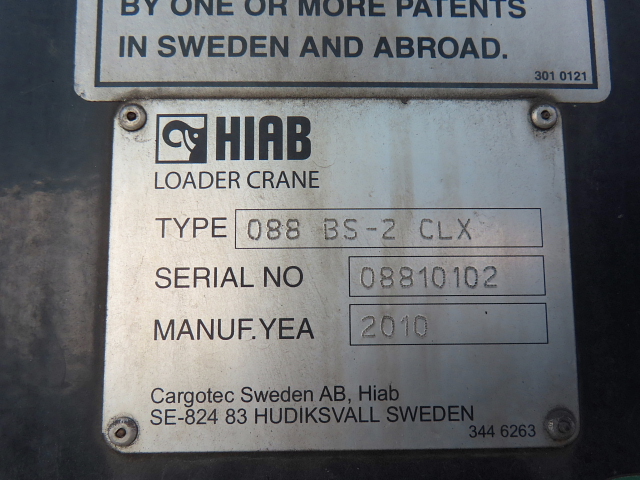 BY ONE OR MORE PATENTS
IN SWEDEN AND ABROAD.
301 0121
HIAB
LOADER CRANE
TYPE 088 BS-2 CLX
SERIAL NO 08810102
MANUF.YEA 2010
Cargotec Sweden AB, Hiab
SE-824 83 HUDIKSVALL SWEDEN
344 6263